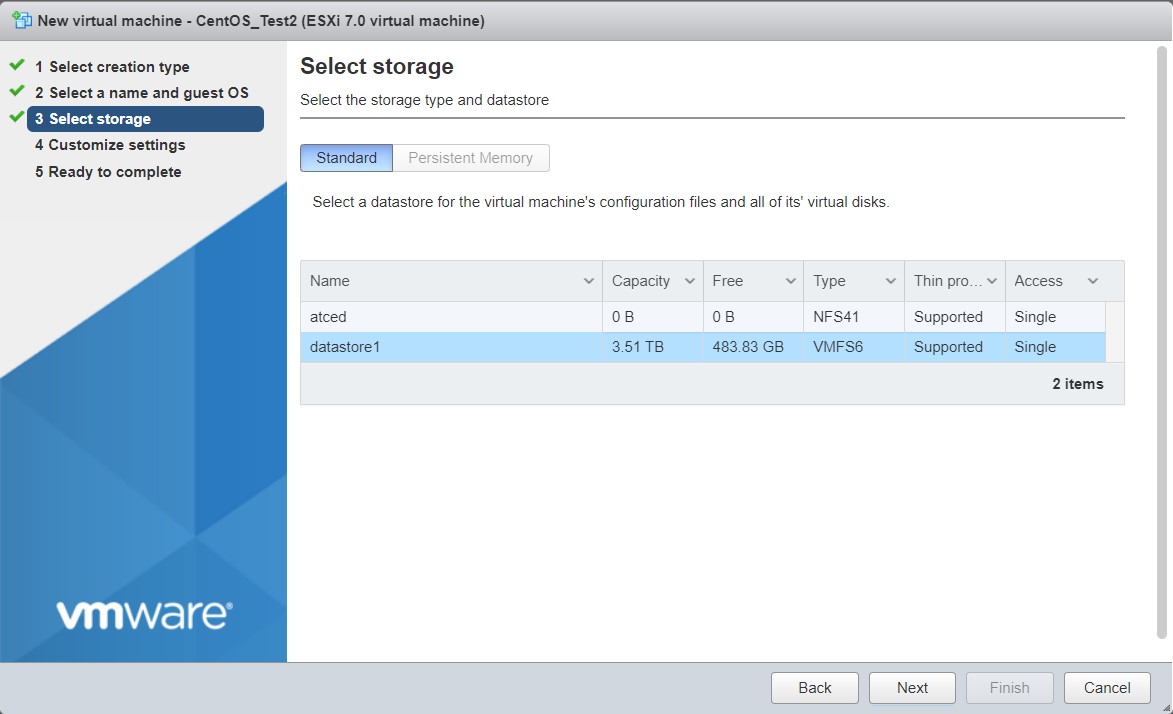 New virtual machine - CentOS_Test2 (ESXi 7.0 virtual machine)
1 Select creation type
2 Select a name and guest OS
3 Select storage
4 Customize settings
5 Ready to complete
vmware®
Select storage
Select the storage type and datastore
Standard Persistent Memory
Select a datastore for the virtual machine's configuration files and all of its' virtual disks.
Name Capacity Free Type Thin pro... Access
atced 0 B 0 B NFS41 Supported Single
datastore1 3.51 TB 483.83 GB VMFS6 Supported Single
2 items
Back Next Finish Cancel